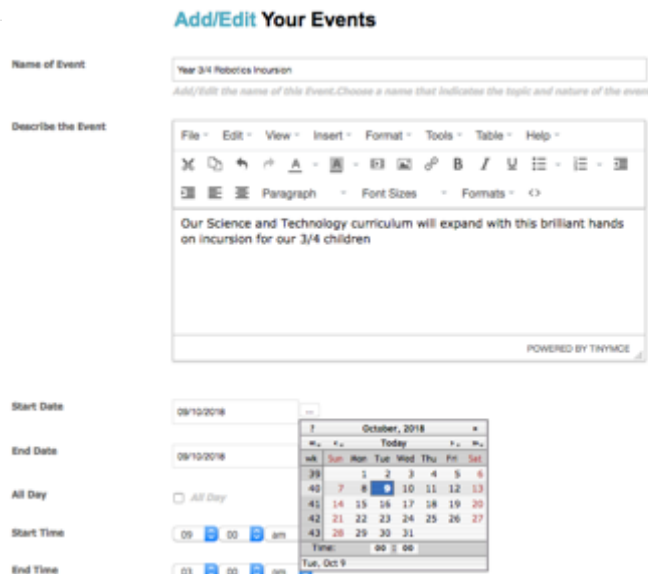 Add/Edit Your Events
Name of Event
Year 3/4 Robotics Incursion
Add/Edit the name of this Event.Choose a name that indicates the topic and nature of the even
Describe the Event
File Edit View Insert Format Tools Table Help
A A B I U
Paragraph Font Sizes Formats <>
Our Science and Technology curriculum will expand with this brilliant hands
on incursion for our 3/4 children
POWERED BY TINYMCE
Start Date
09/10/2018
...
? October, 2018 ×
« ‹ Today › »
wk Sun Mon Tue Wed Thu Fri Sat
39 1 2 3 4 5 6
40 7 8 9 10 11 12 13
41 14 15 16 17 18 19 20
42 21 22 23 24 25 26 27
43 28 29 30 31
Time: 00 : 00
Tue, Oct 9
End Date
09/10/2018
All Day
All Day
Start Time
09 00 am
End Time
03 00 am